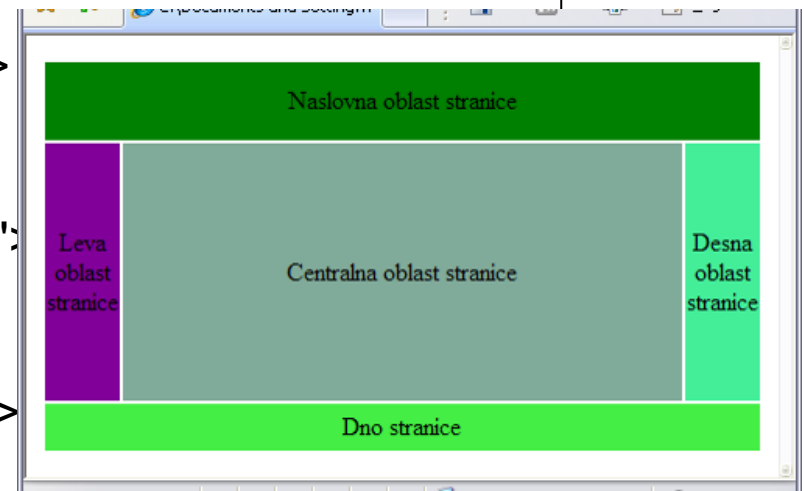 >
Naslovna oblast stranice
">
Leva
oblast
stranice
Centralna oblast stranice
Desna
oblast
stranice
>
Dno stranice